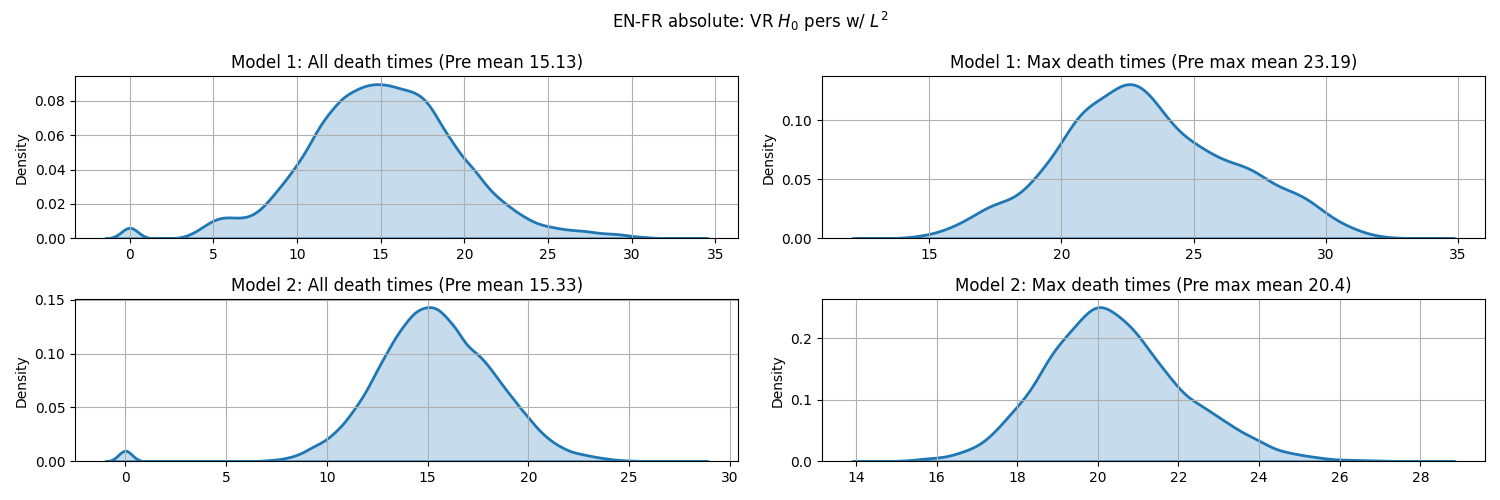 EN-FR absolute: VR $H_0$ pers w/ $L^2$
Model 1: All death times (Pre mean 15.13)
Density
0.08
0.06
0.04
0.02
0.00
0 5 10 15 20 25 30 35
Model 1: Max death times (Pre max mean 23.19)
Density
0.10
0.05
0.00
15 20 25 30 35
Model 2: All death times (Pre mean 15.33)
Density
0.15
0.10
0.05
0.00
0 5 10 15 20 25 30
Model 2: Max death times (Pre max mean 20.4)
Density
0.2
0.1
0.0
14 16 18 20 22 24 26 28